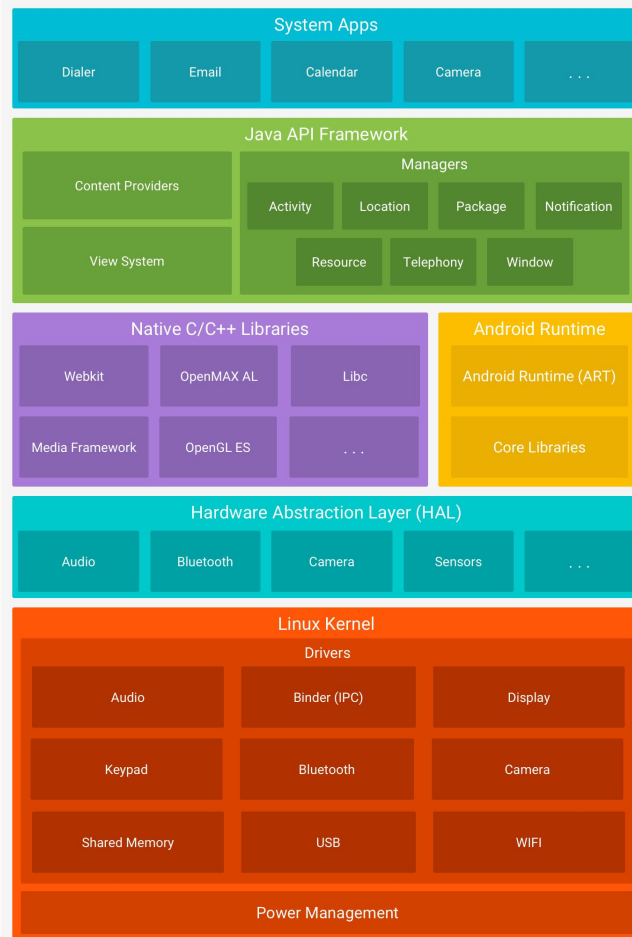 System Apps
Dialer
Email
Calendar
Camera
. . .
Java API Framework
Content Providers
View System
Managers
Activity
Location
Package
Notification
Resource
Telephony
Window
Native C/C++ Libraries
Webkit
OpenMAX AL
Libc
Media Framework
OpenGL ES
. . .
Android Runtime
Android Runtime (ART)
Core Libraries
Hardware Abstraction Layer (HAL)
Audio
Bluetooth
Camera
Sensors
. . .
Linux Kernel
Drivers
Audio
Binder (IPC)
Display
Keypad
Bluetooth
Camera
Shared Memory
USB
WIFI
Power Management